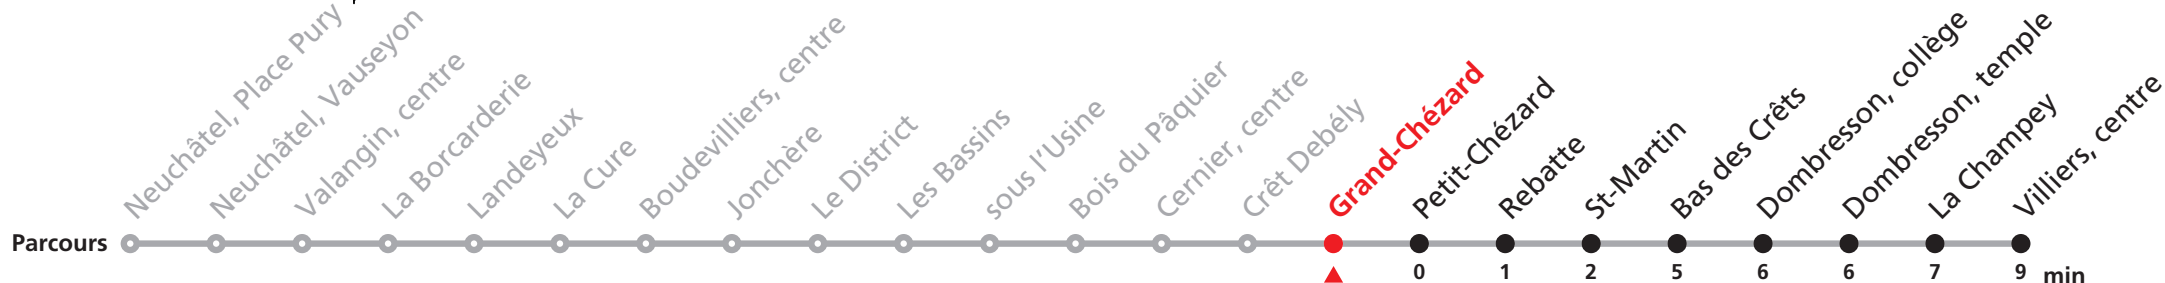 Neuchâtel, Place Pury
Neuchâtel, Vauseyon
Valangin, centre
La Borcarderie
Landeyeux
La Cure
Boudevilliers, centre
Jonchère
Le District
Les Bassins
sous l'Usine
Bois du Pâquier
Cernier, centre
Crêt Debély
Grand-Chézard
Petit-Chézard
Rebatte
St-Martin
Bas des Crêts
Dombresson, collège
Dombresson, temple
La Champey
Villiers, centre
Parcours
0 1 2 5 6 6 7 9 min